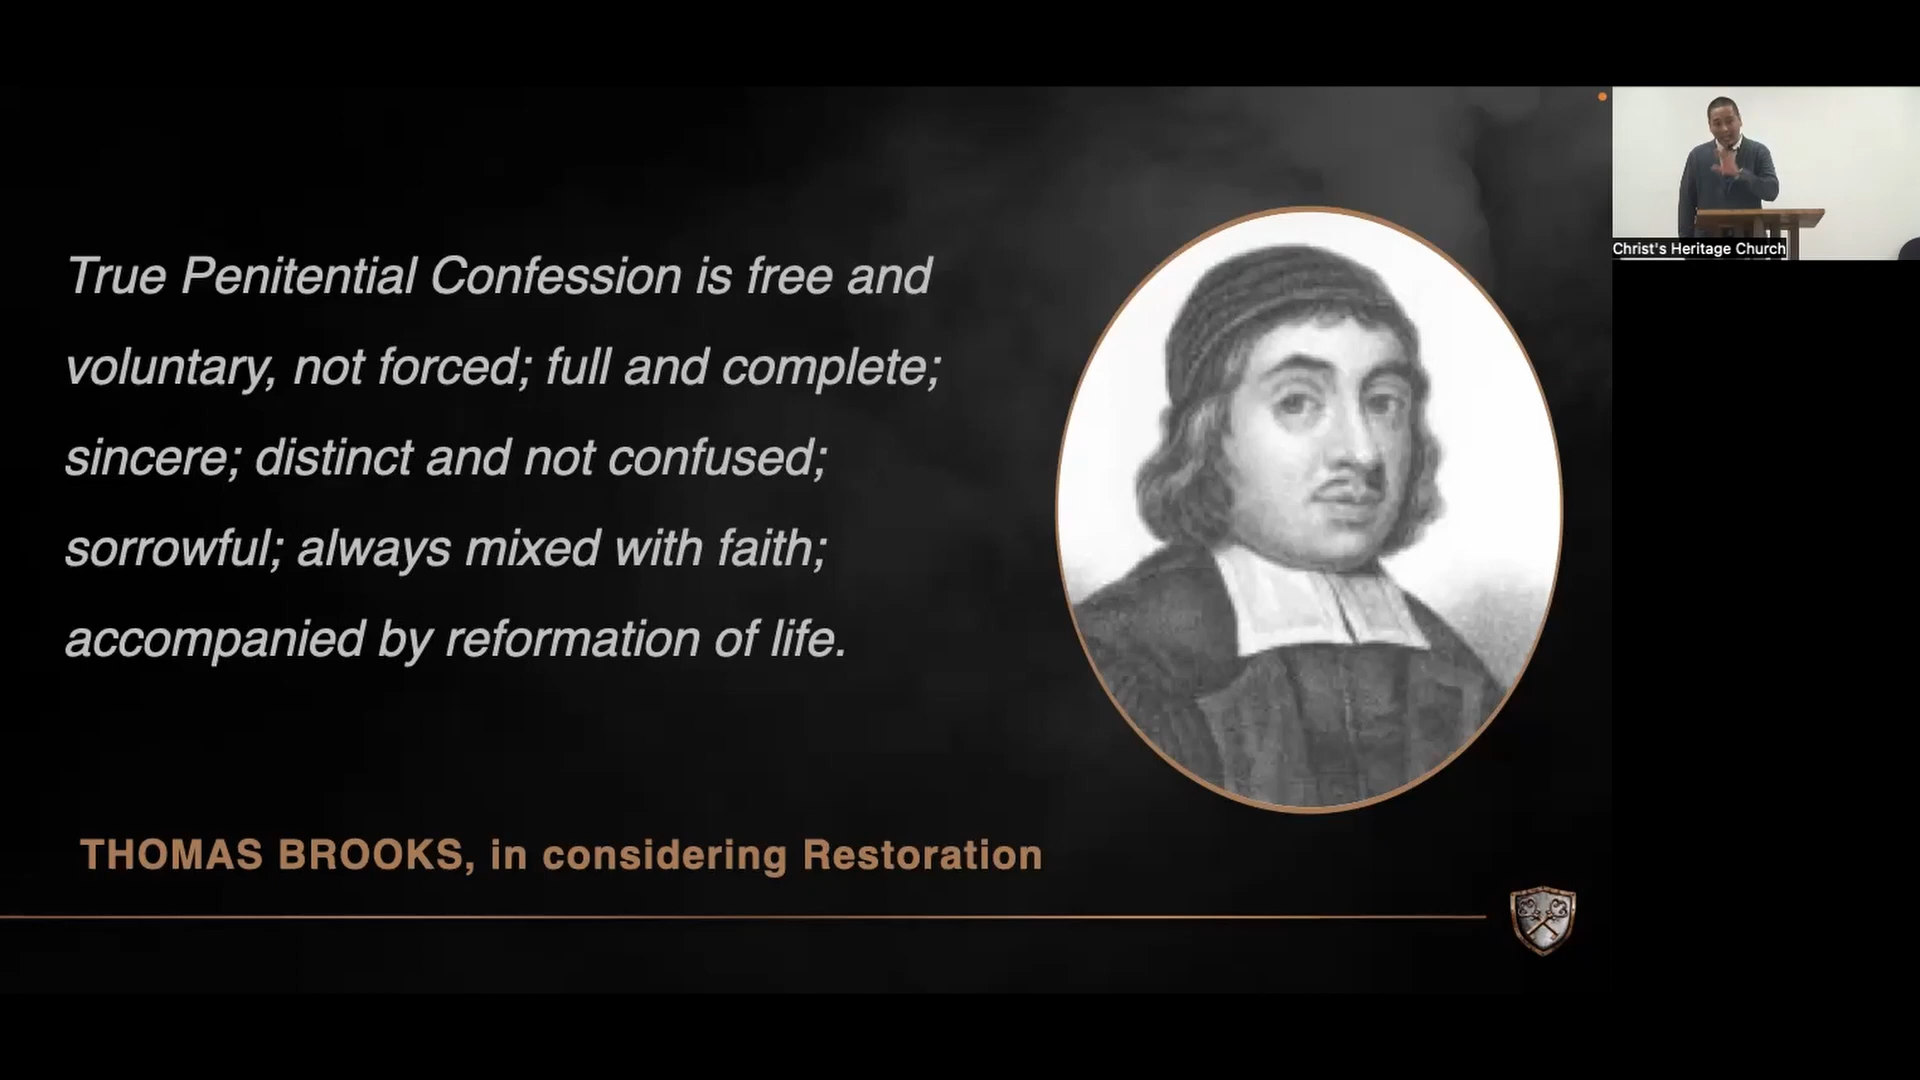 True Penitential Confession is free and
voluntary, not forced; full and complete;
sincere; distinct and not confused;
sorrowful; always mixed with faith;
accompanied by reformation of life.
THOMAS BROOKS, in considering Restoration
Christ's Heritage Church